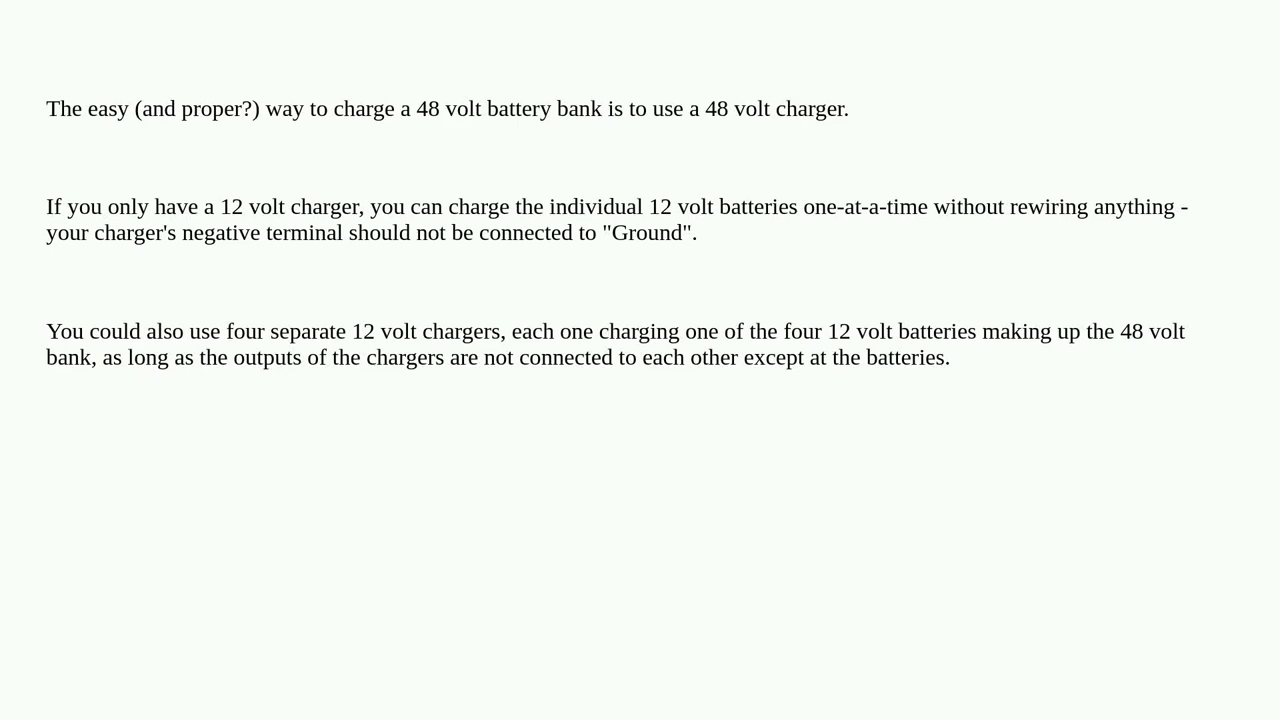 The easy (and proper?) way to charge a 48 volt battery bank is to use a 48 volt charger.
If you only have a 12 volt charger, you can charge the individual 12 volt batteries one-at-a-time without rewiring anything -
your charger's negative terminal should not be connected to "Ground".
You could also use four separate 12 volt chargers, each one charging one of the four 12 volt batteries making up the 48 volt
bank, as long as the outputs of the chargers are not connected to each other except at the batteries.